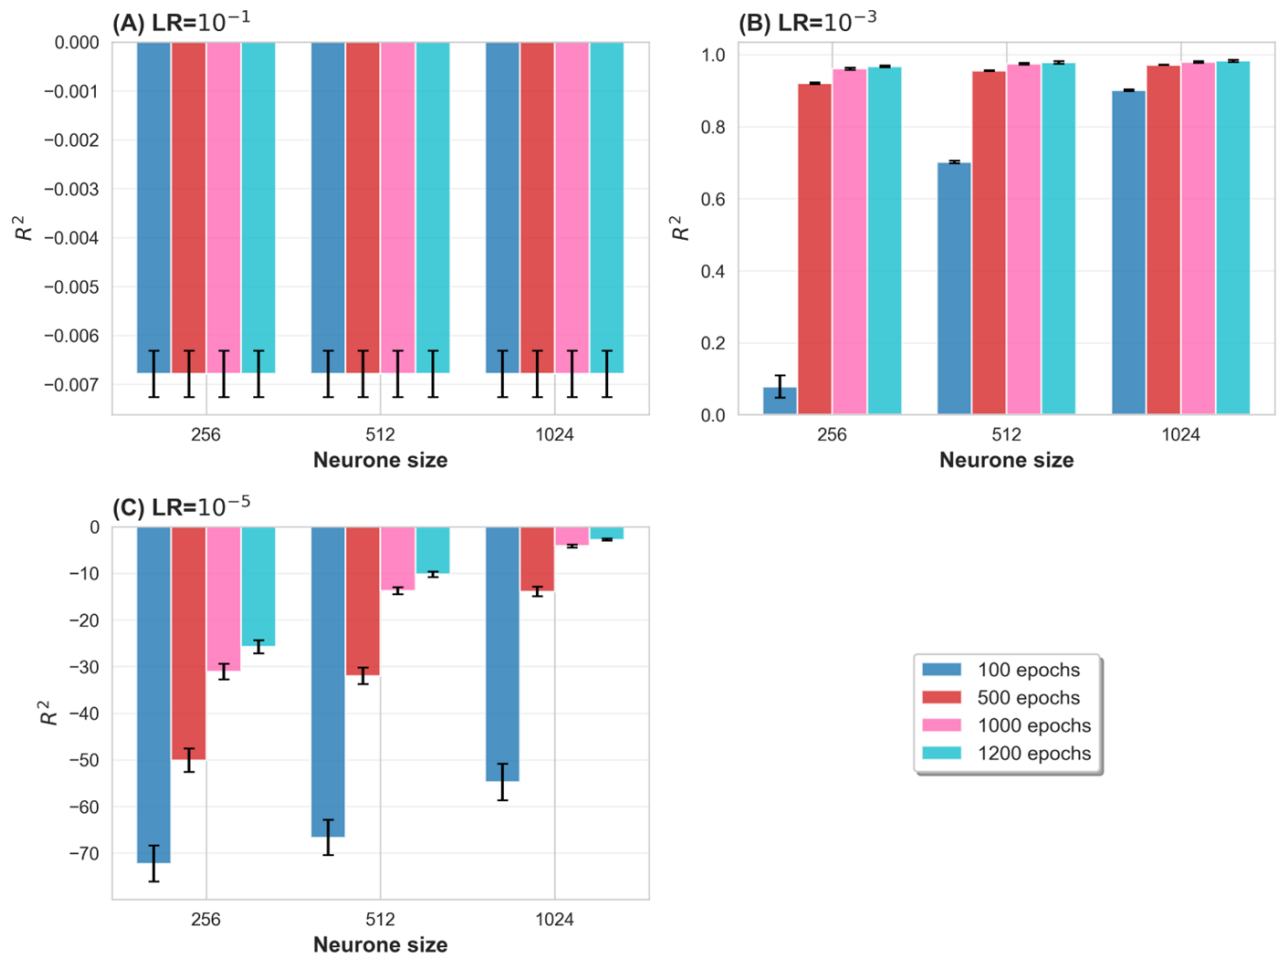 (A) LR=10⁻¹
0.000
−0.001
−0.002
−0.003
−0.004
−0.005
−0.006
−0.007
R²
256 512 1024
Neurone size
(B) LR=10⁻³
1.0
0.8
0.6
0.4
0.2
0.0
R²
256 512 1024
Neurone size
(C) LR=10⁻⁵
0
−10
−20
−30
−40
−50
−60
−70
R²
256 512 1024
Neurone size
100 epochs
500 epochs
1000 epochs
1200 epochs